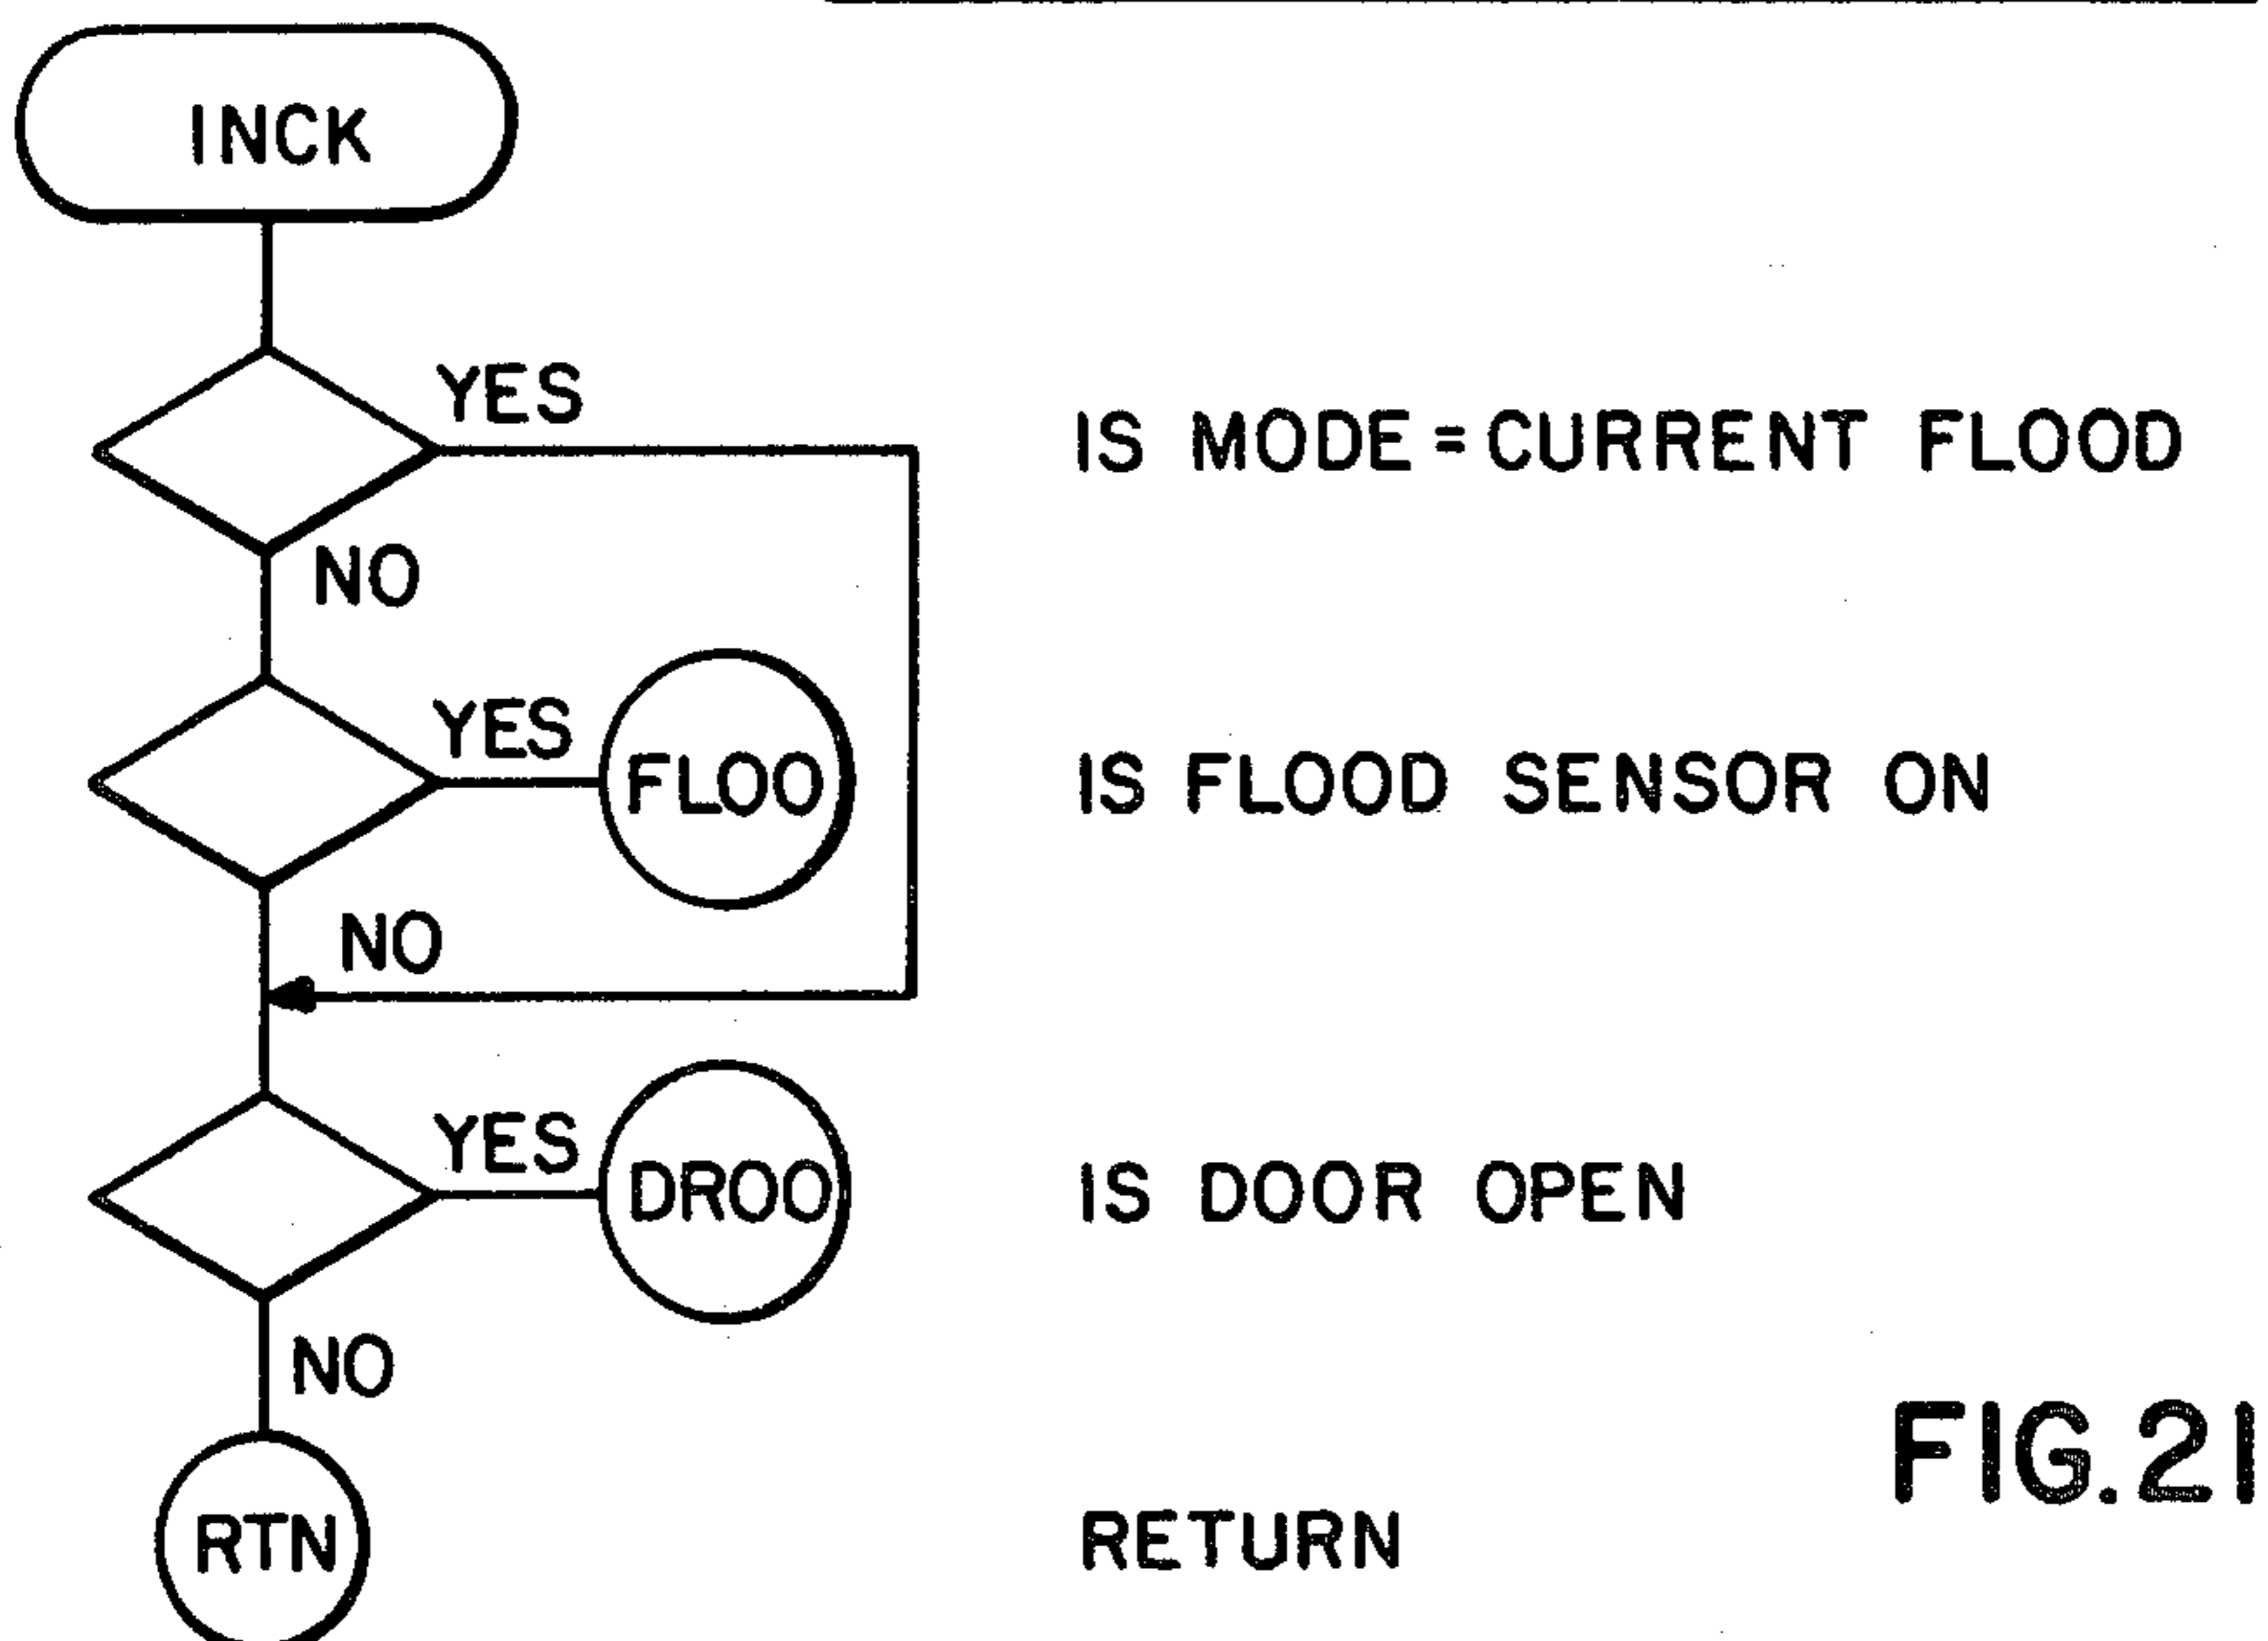 INCK
YES
IS MODE = CURRENT FLOOD
NO
YES
FLOO
IS FLOOD SENSOR ON
NO
YES
DROO
IS DOOR OPEN
NO
RTN
RETURN
FIG.21